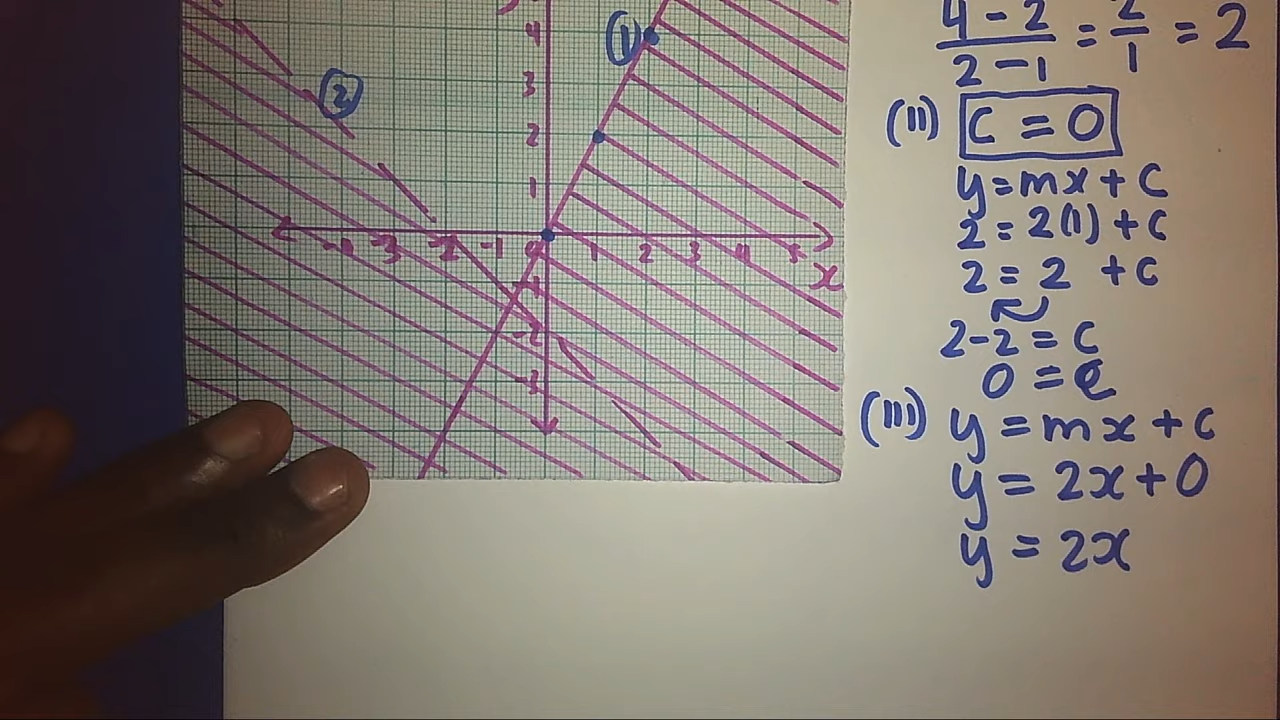 4
3
2
1
-4 -3 -2 -1 0 1 2 3 4 5
x
-1
-2
-3
(1)
(2)
4 - 2 / 2 - 1 = 2 / 1 = 2
(II) C = 0
y = mx + c
2 = 2(1) + c
2 = 2 + c
2 - 2 = c
0 = c
(III) y = mx + c
y = 2x + 0
y = 2x